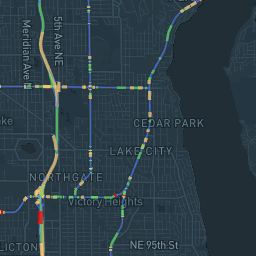 5th Ave NE
Meridian Ave N
CEDAR PARK
LAKE CITY
NORTHGATE
Victory Heights
NE 95th St